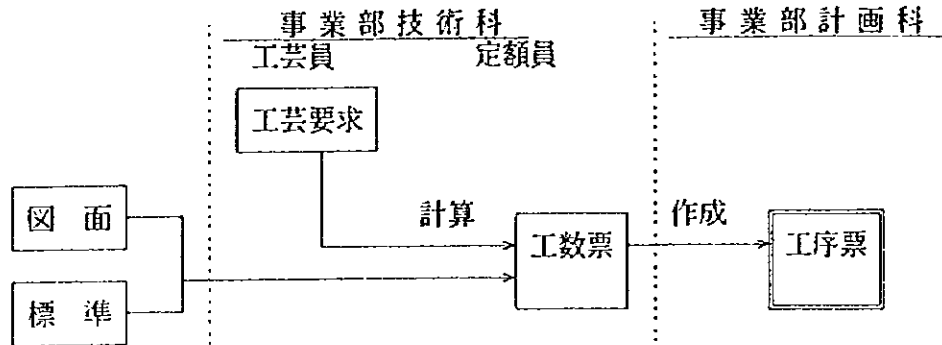 事業部技術科
事業部計画科
工芸員
定額員
工芸要求
図面
計算
工数票
作成
工序票
標準